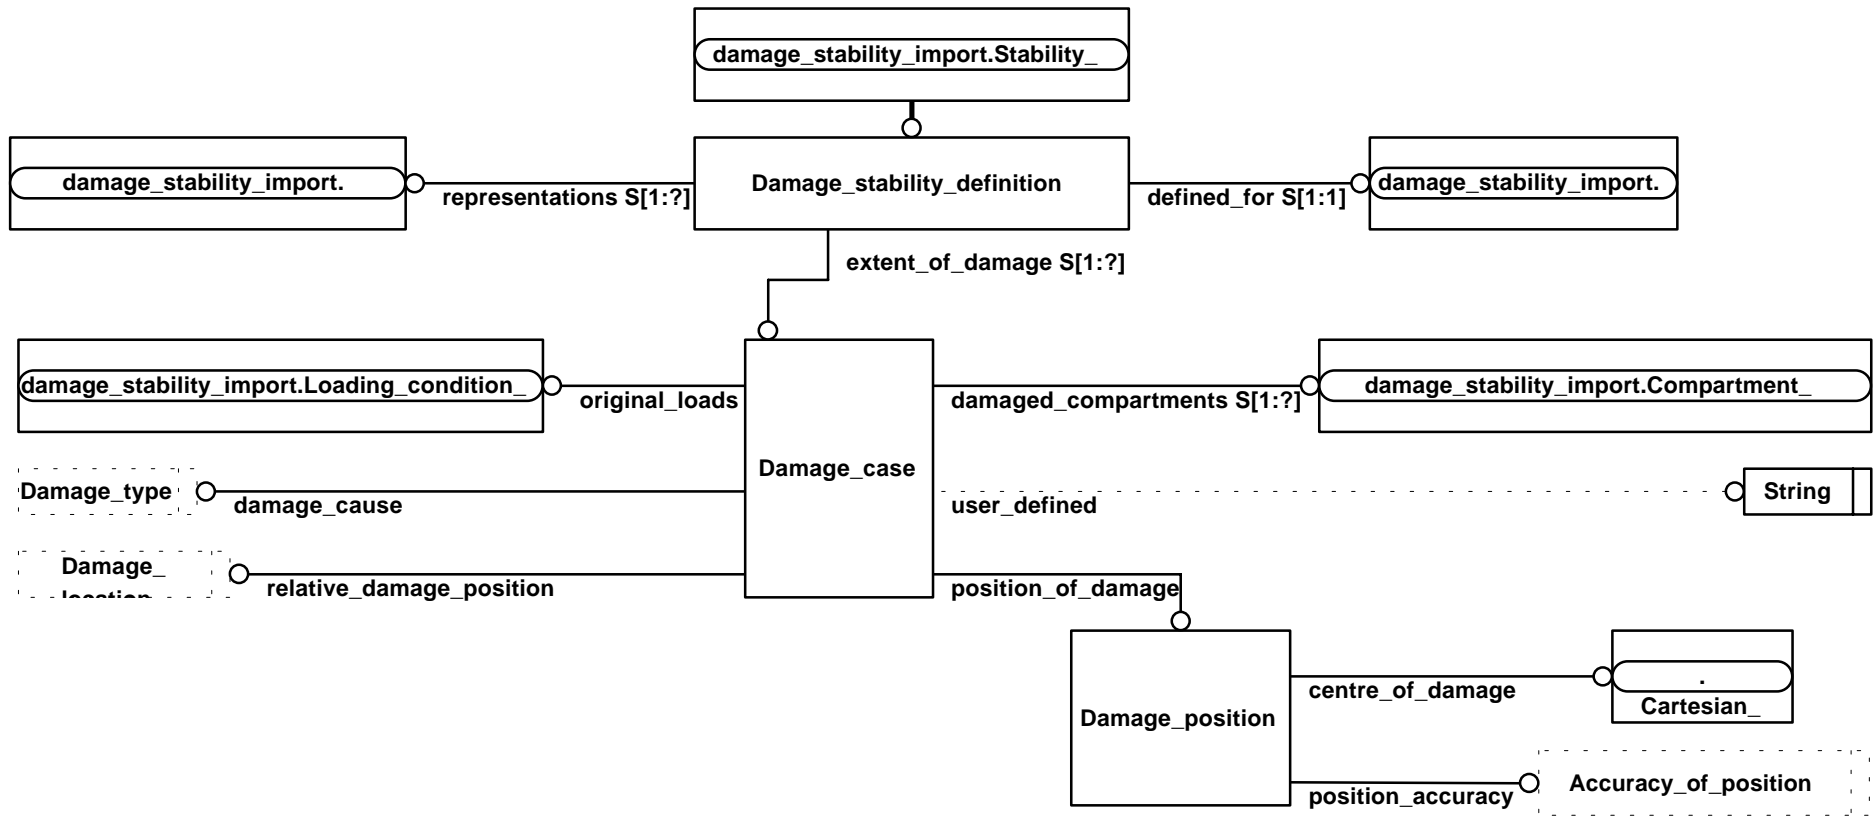 damage_stability_import.Stability_
damage_stability_import.
representations S[1:?]
Damage_stability_definition
defined_for S[1:1]
damage_stability_import.
extent_of_damage S[1:?]
damage_stability_import.Loading_condition_
original_loads
damaged_compartments S[1:?]
damage_stability_import.Compartment_
Damage_case
Damage_type
damage_cause
user_defined
String
Damage_
location
relative_damage_position
position_of_damage
Damage_position
centre_of_damage
.
Cartesian_
position_accuracy
Accuracy_of_position